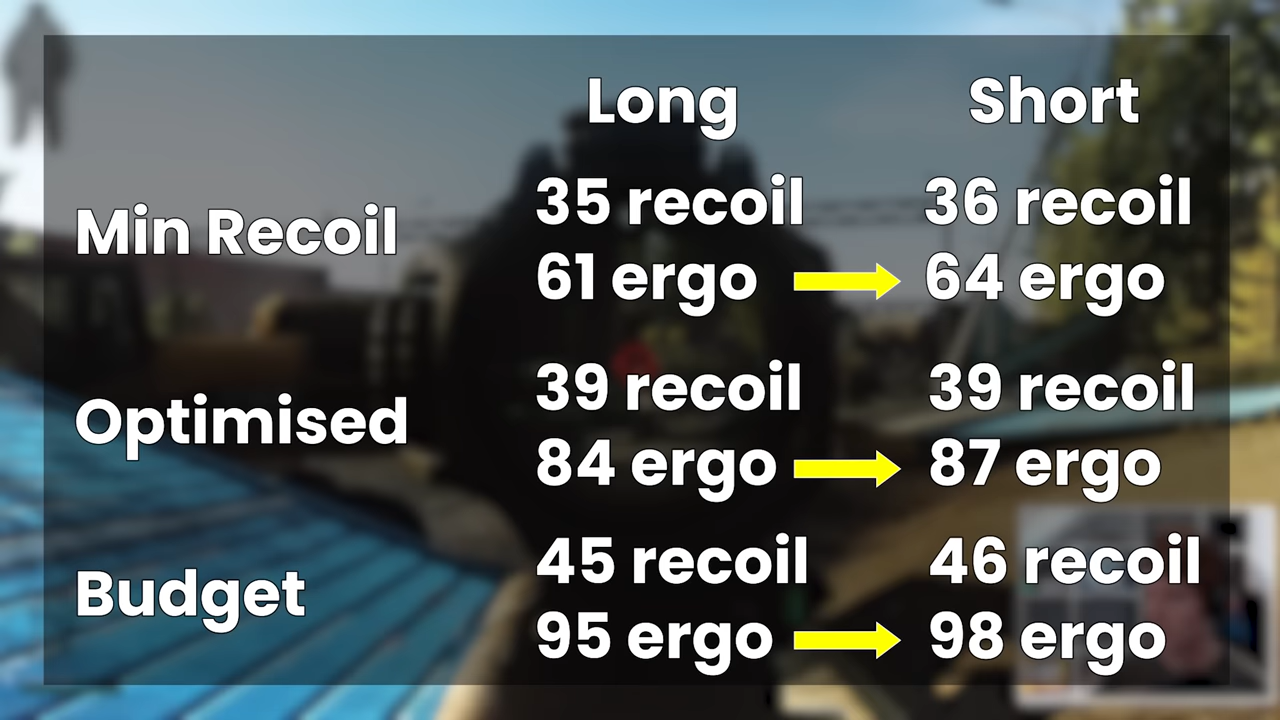 Long Short
Min Recoil
35 recoil 36 recoil
61 ergo 64 ergo
Optimised
39 recoil 39 recoil
84 ergo 87 ergo
Budget
45 recoil 46 recoil
95 ergo 98 ergo